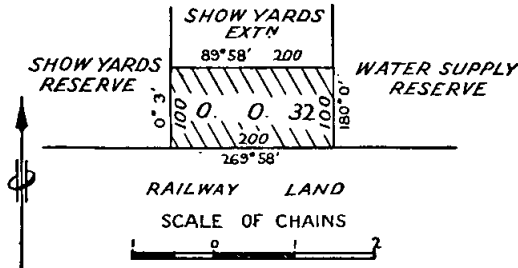 SHOW YARDS
EXTN
89°58' 200
SHOW YARDS
RESERVE
WATER SUPPLY
RESERVE
0° 3'
100
0. 0. 32
100
180° 0'
200
269°58'
RAILWAY LAND
SCALE OF CHAINS
1 0 1 2